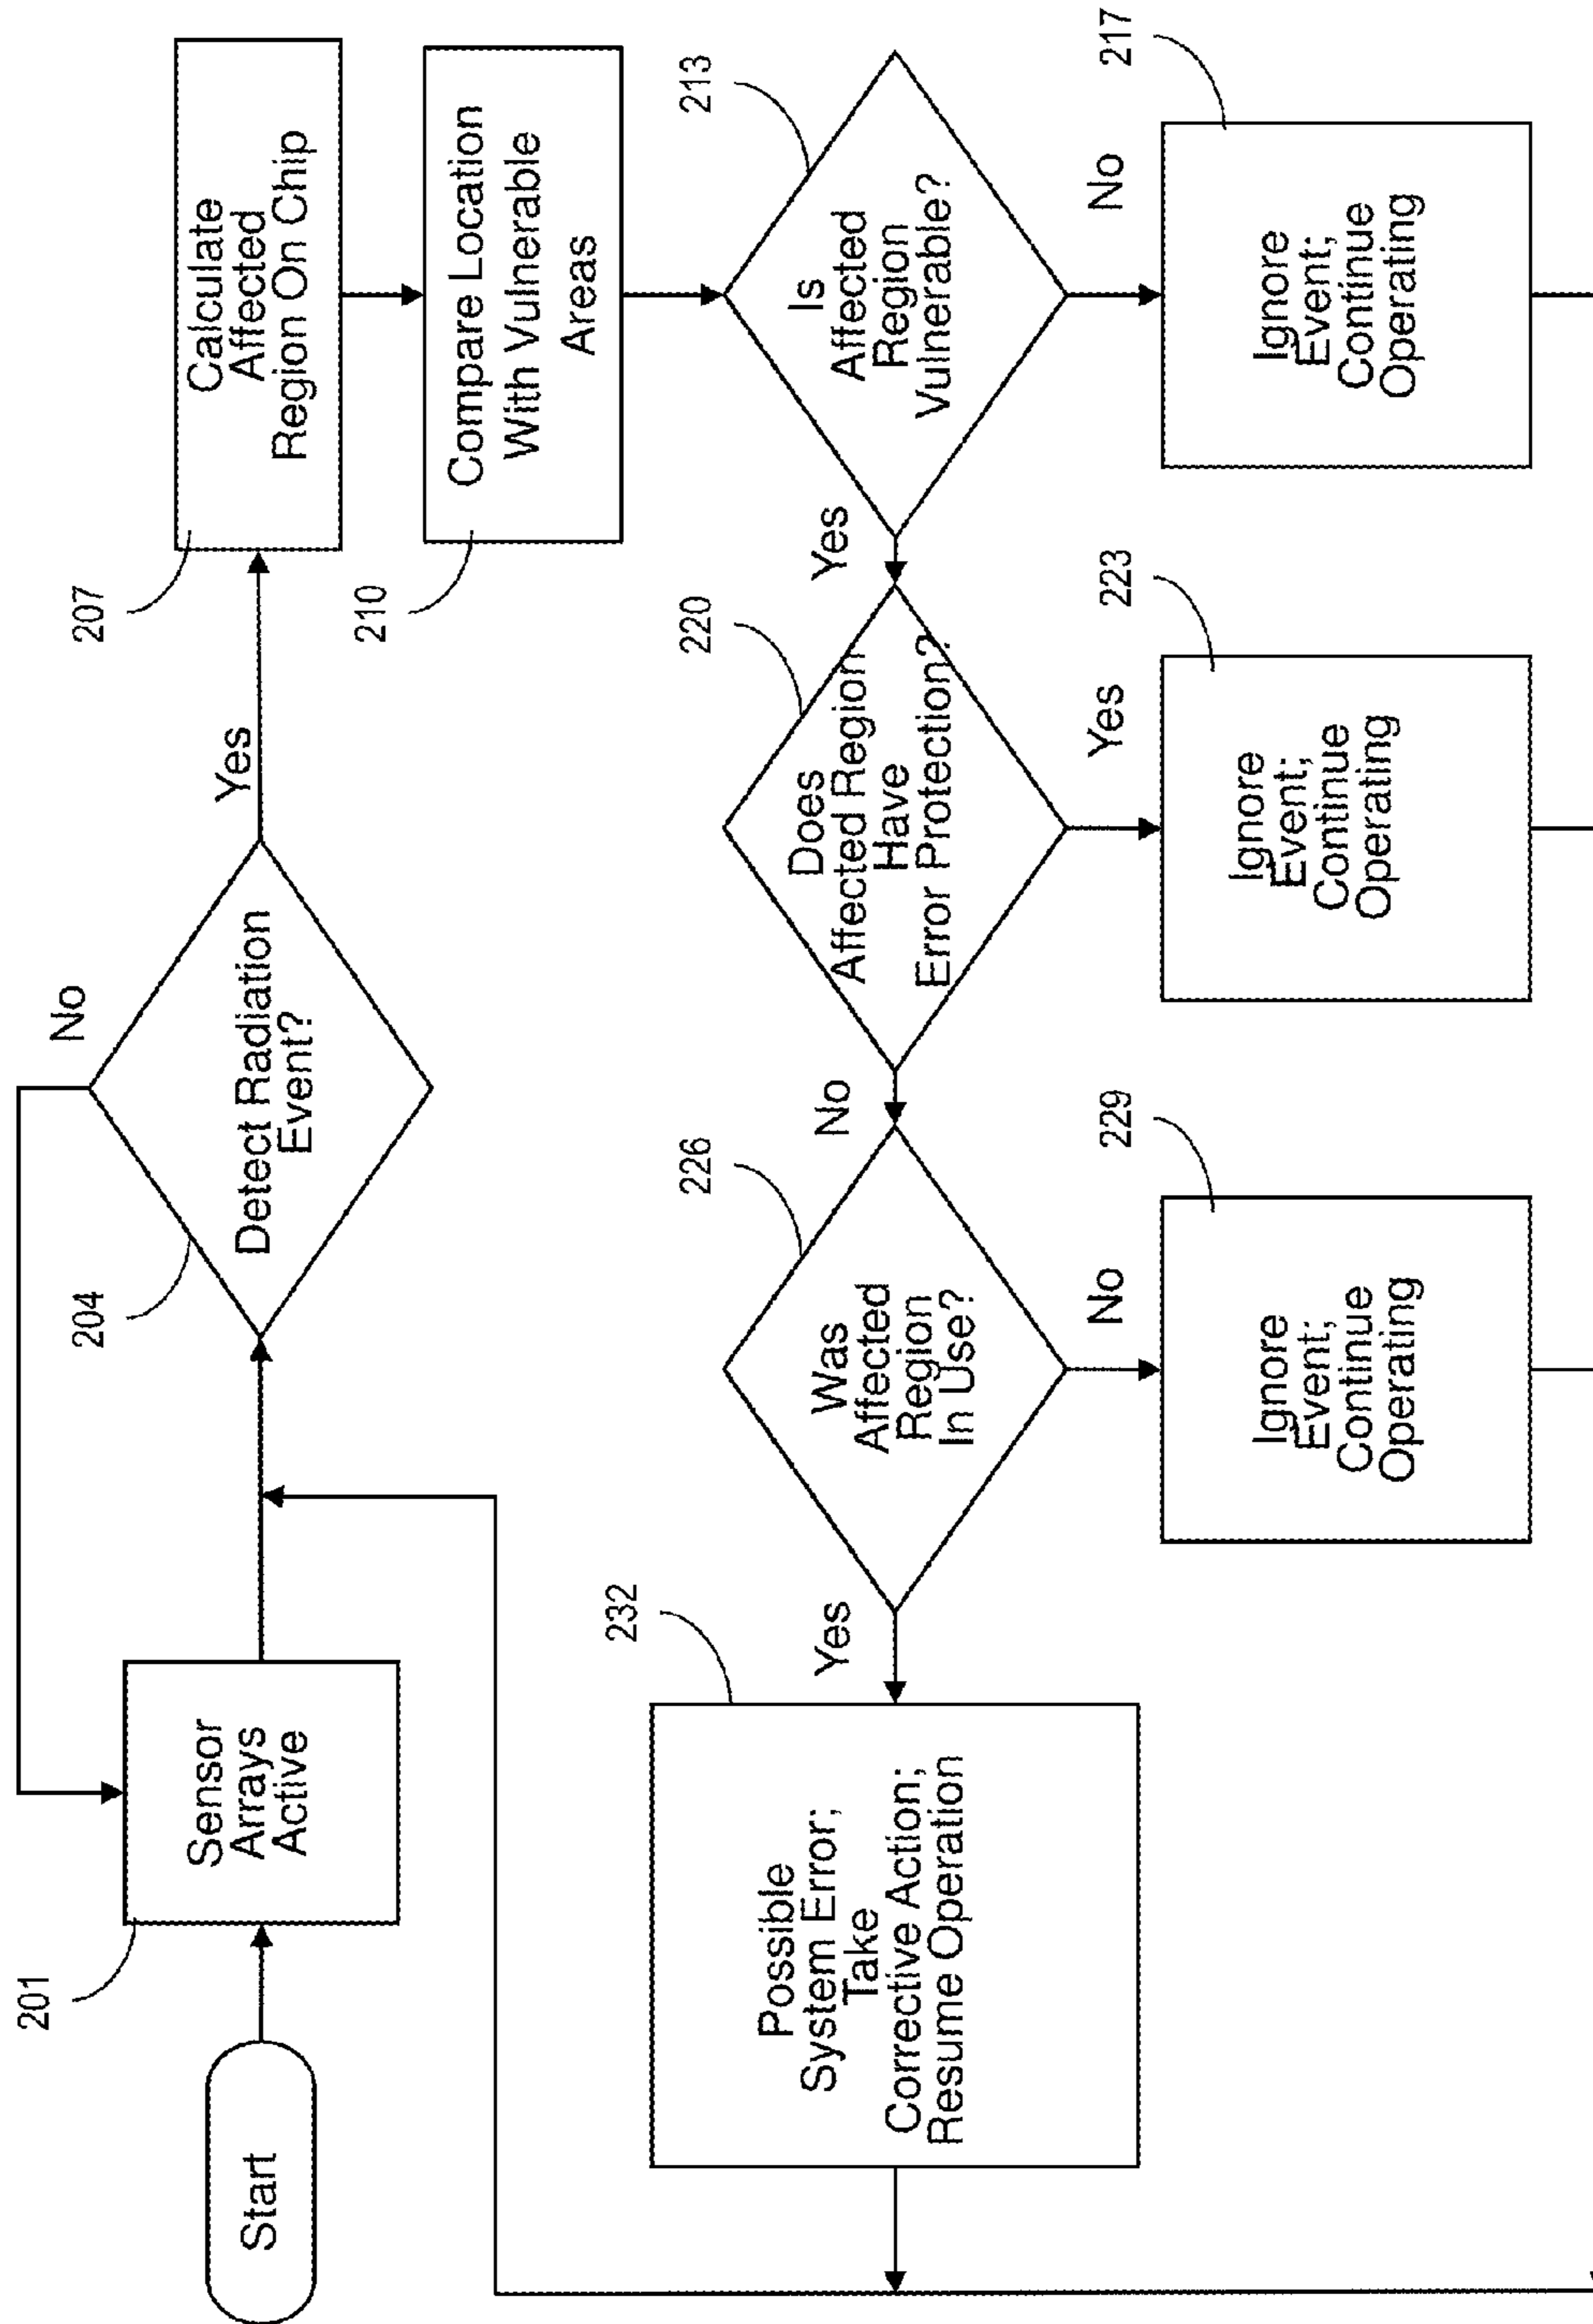 Start
201
Sensor
Arrays
Active
204
Detect Radiation
Event?
No
Yes
207
Calculate
Affected
Region On Chip
210
Compare Location
With Vulnerable
Areas
213
Is
Affected
Region
Vulnerable?
No
217
Ignore
Event;
Continue
Operating
Yes
220
Does
Affected Region
Have
Error Protection?
Yes
223
Ignore
Event;
Continue
Operating
No
226
Was
Affected
Region
In Use?
No
229
Ignore
Event;
Continue
Operating
Yes
232
Possible
System Error;
Take
Corrective Action;
Resume Operation